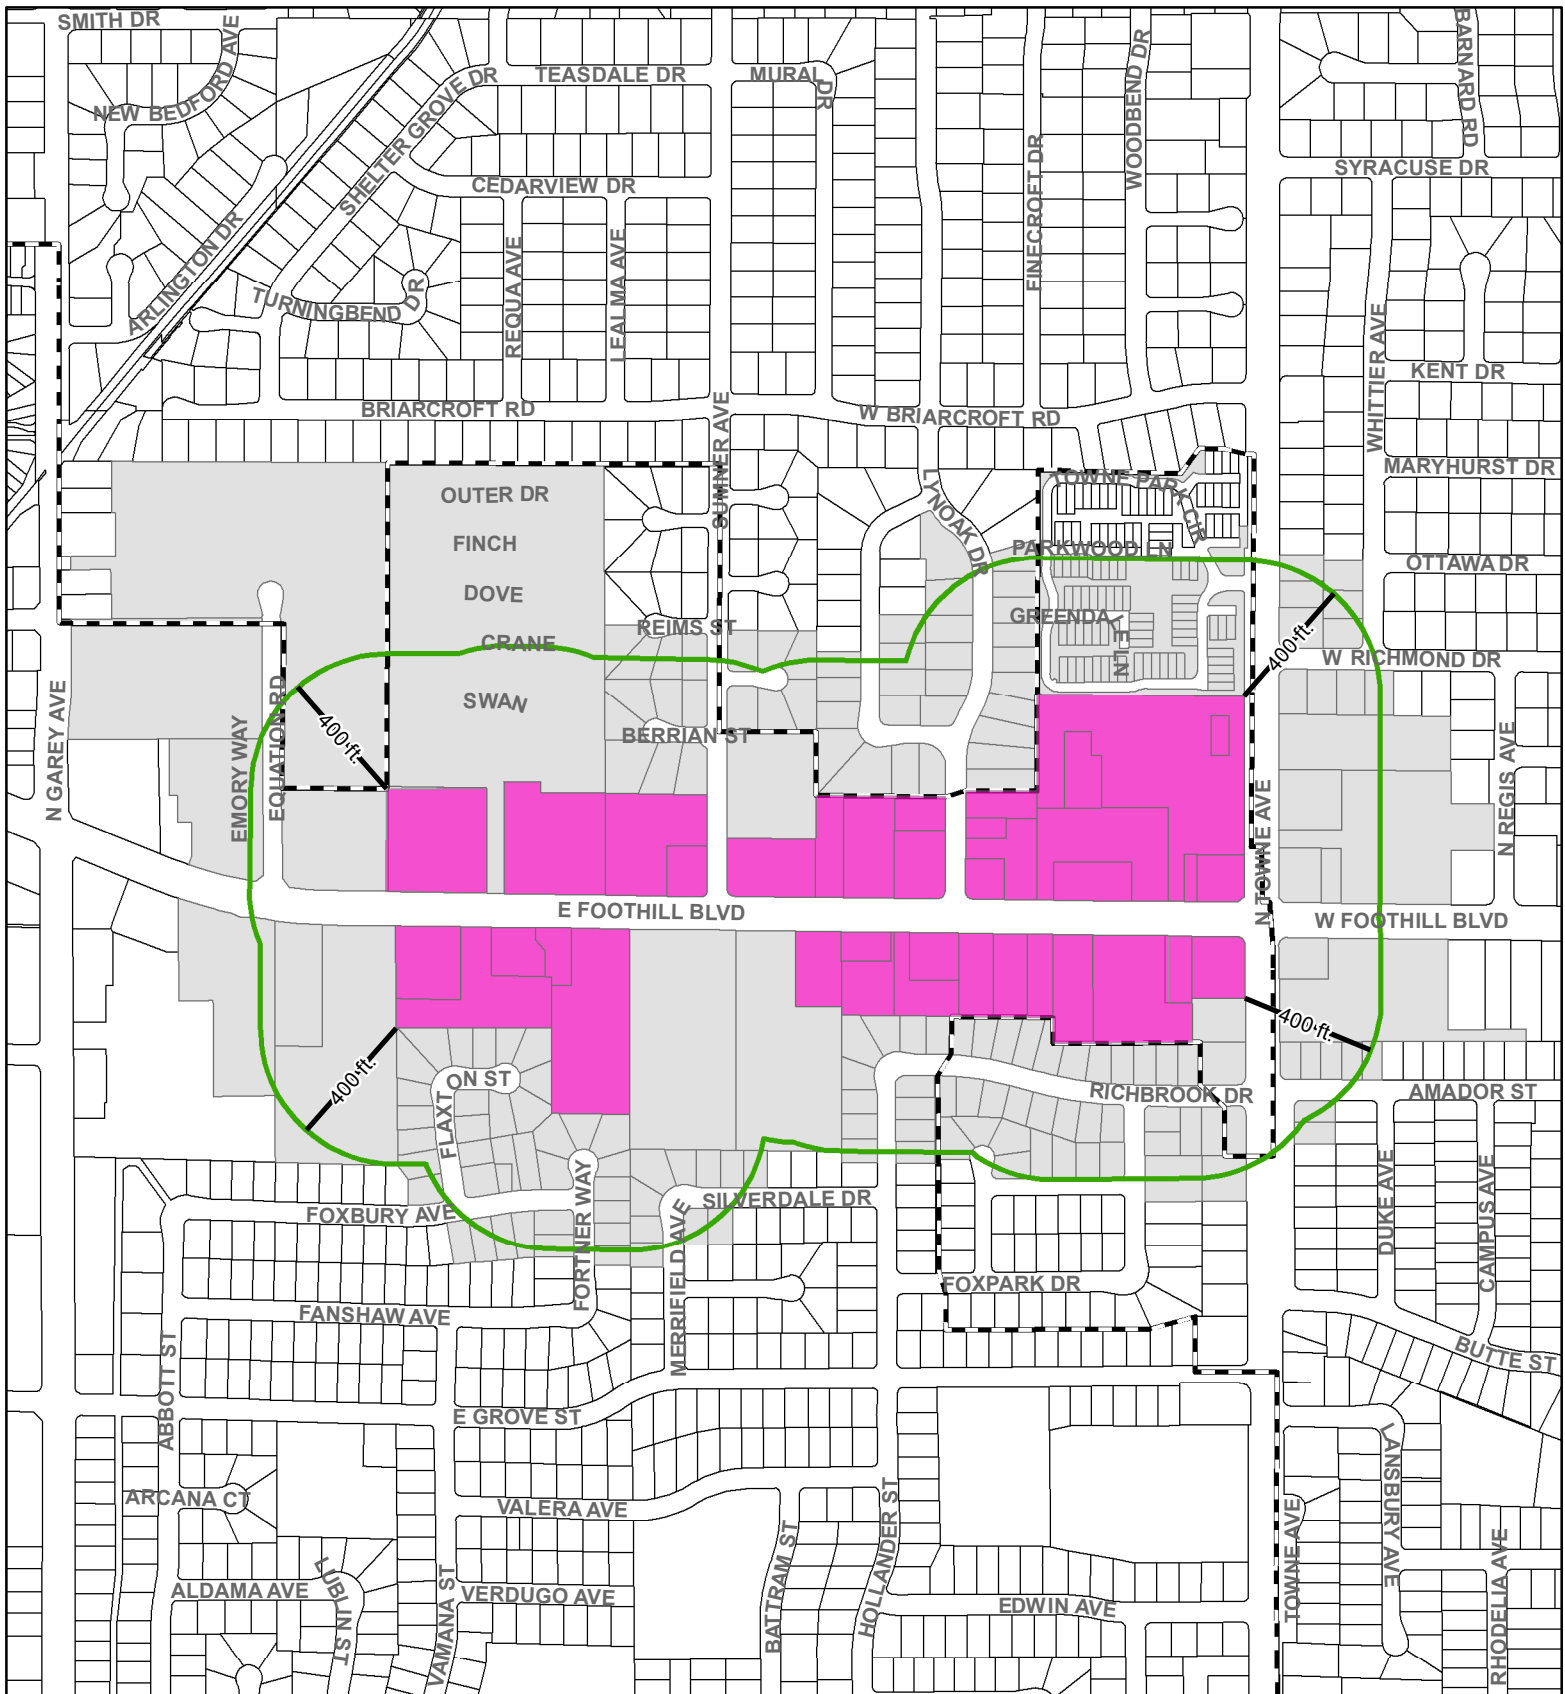 SMITH DR
NEW BEDFORD AVE
BARNARD RD
SHELTER GROVE DR
TEASDALE DR
MURAL DR
WOODBEND DR
FINECROFT DR
SYRACUSE DR
CEDARVIEW DR
ARLINGTON DR
TURNINGBEND DR
REQUA AVE
LEALMA AVE
WHITTIER AVE
KENT DR
BRIARCROFT RD
W BRIARCROFT RD
SUMNER AVE
MARYHURST DR
OUTER DR
LYNOAK DR
TOWNE PARK CIR
FINCH
PARKWOOD LN
OTTAWA DR
DOVE
GREENDALE LN
REIMS ST
CRANE
400 ft.
W RICHMOND DR
SWAN
BERRIAN ST
400 ft.
N GAREY AVE
EMORY WAY
EQUATION RD
N TOWNE AVE
N REGIS AVE
E FOOTHILL BLVD
W FOOTHILL BLVD
400 ft.
400 ft.
FLAXTON ST
RICHBROOK DR
AMADOR ST
DUKE AVE
CAMPUS AVE
FOXBURY AVE
FORTNER WAY
MERRIFIELD AVE
SILVERDALE DR
FOXPARK DR
FANSHAW AVE
ABBOTT ST
BUTTE ST
E GROVE ST
ARCANA CT
VALERA AVE
LANSBURY AVE
BATTRAM ST
HOLLANDER ST
TOWNE AVE
RHODELIA AVE
ALDAMA AVE
LUBLIN ST
VAMANA ST
VERDUGO AVE
EDWIN AVE